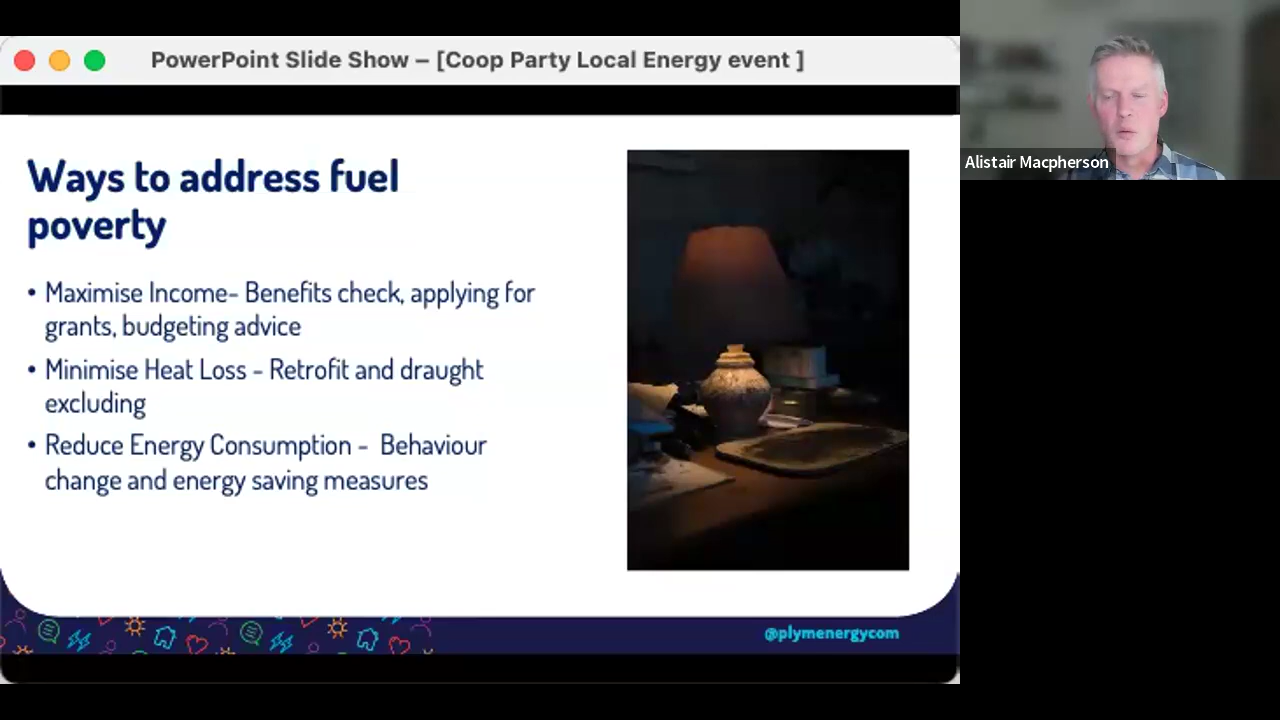 PowerPoint Slide Show – [Coop Party Local Energy event ]
Ways to address fuel
poverty
• Maximise Income- Benefits check, applying for
grants, budgeting advice
• Minimise Heat Loss - Retrofit and draught
excluding
• Reduce Energy Consumption -  Behaviour
change and energy saving measures
@plymenergycom
Alistair Macpherson